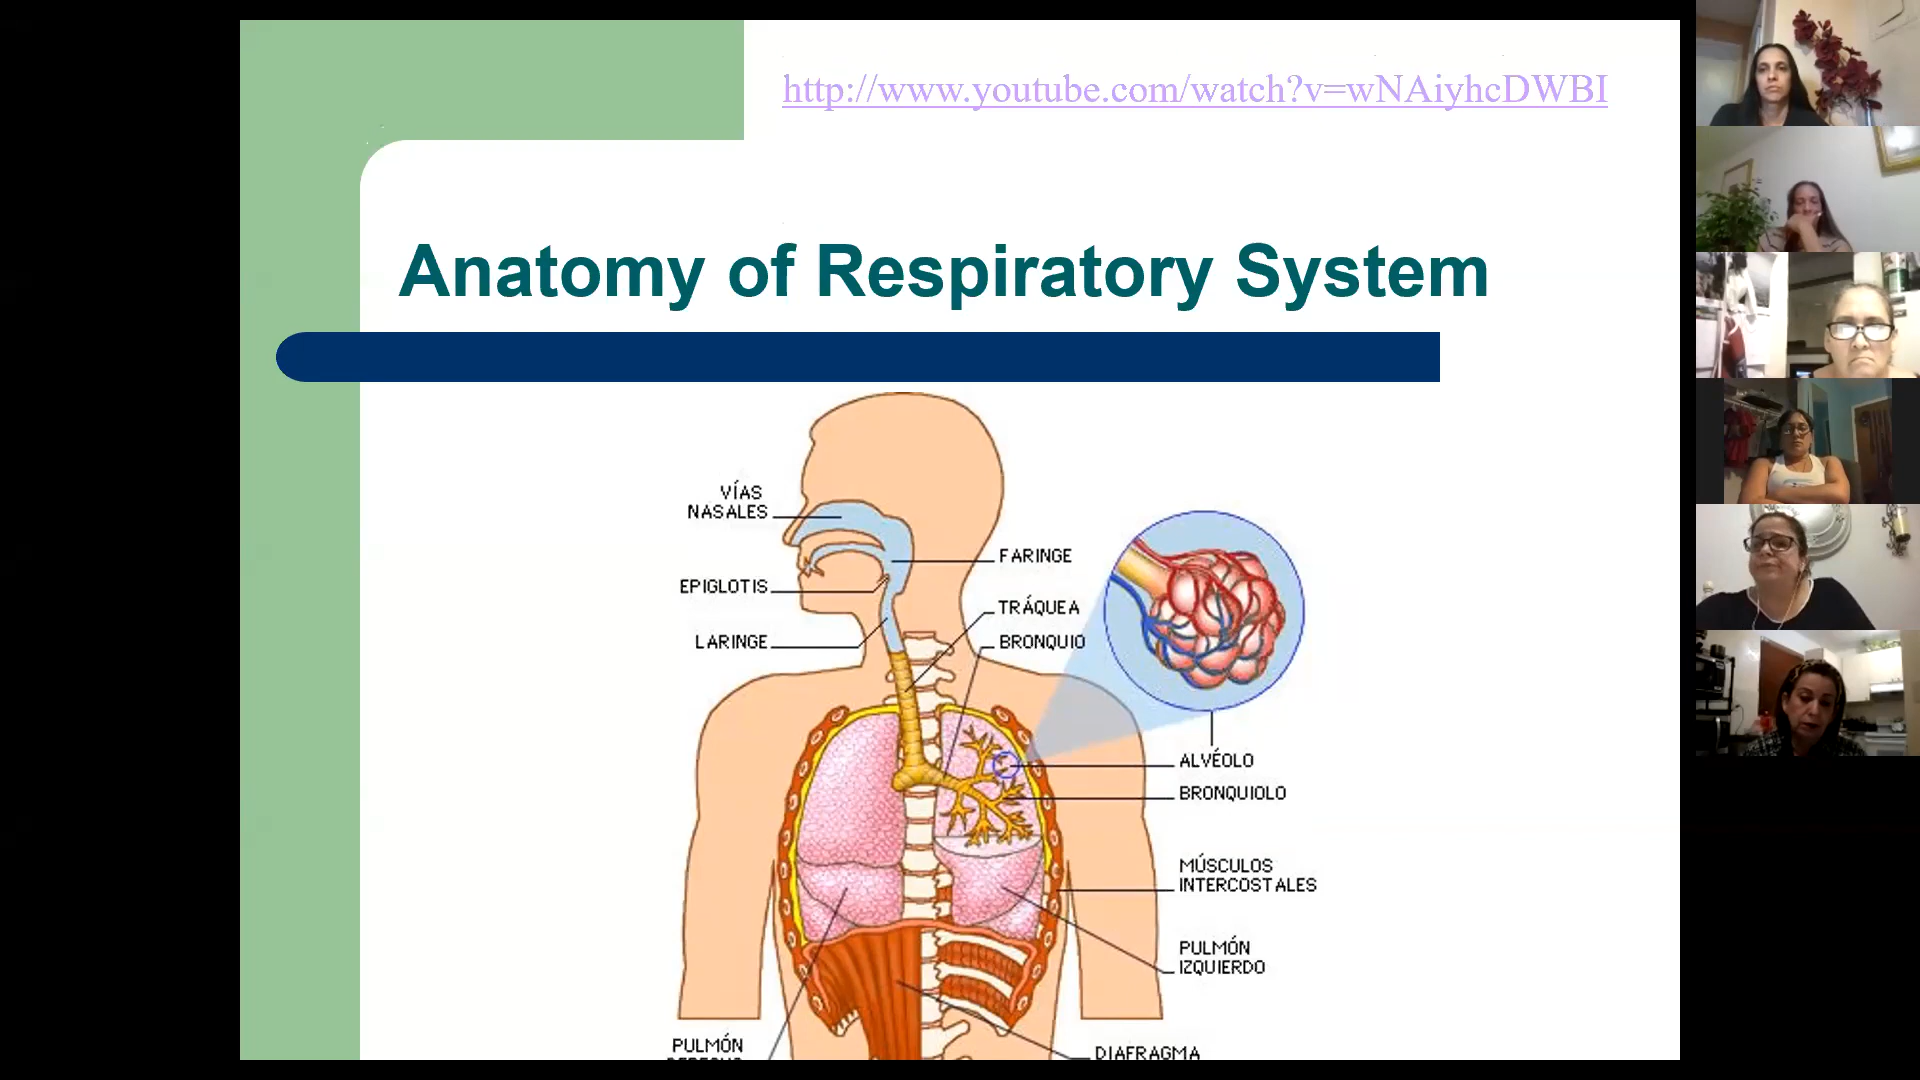 http://www.youtube.com/watch?v=wNAiyhcDWBI
Anatomy of Respiratory System
VÍAS
NASALES
FARINGE
EPIGLOTIS
TRÁQUEA
LARINGE
BRONQUIO
ALVÉOLO
BRONQUIOLO
MÚSCULOS
INTERCOSTALES
PULMÓN
IZQUIERDO
PULMÓN
DIAFRAGMA